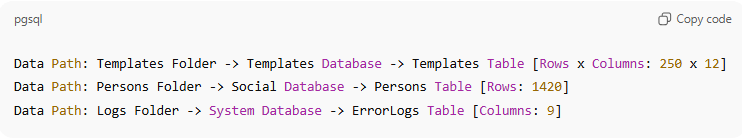 pgsql
Copy code
Data Path: Templates Folder -> Templates Database -> Templates Table [Rows x Columns: 250 x 12]
Data Path: Persons Folder -> Social Database -> Persons Table [Rows: 1420]
Data Path: Logs Folder -> System Database -> ErrorLogs Table [Columns: 9]